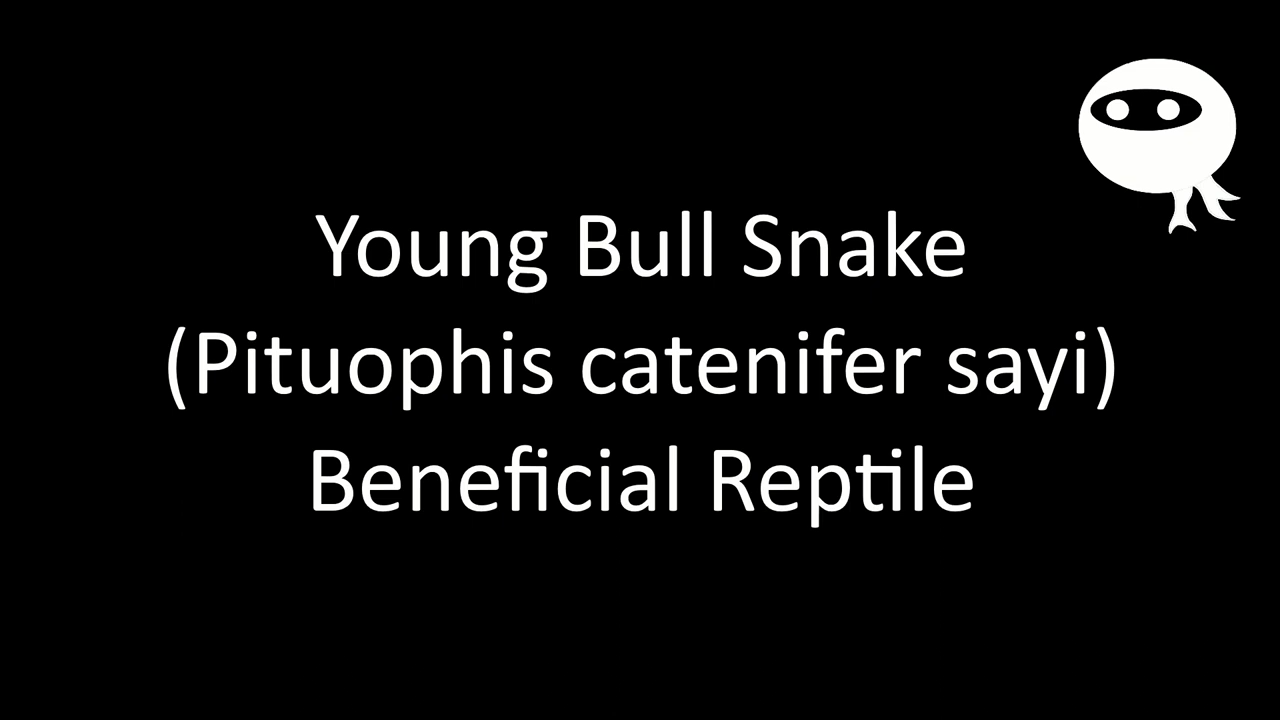 Young Bull Snake
(Pituophis catenifer sayi)
Beneficial Reptile